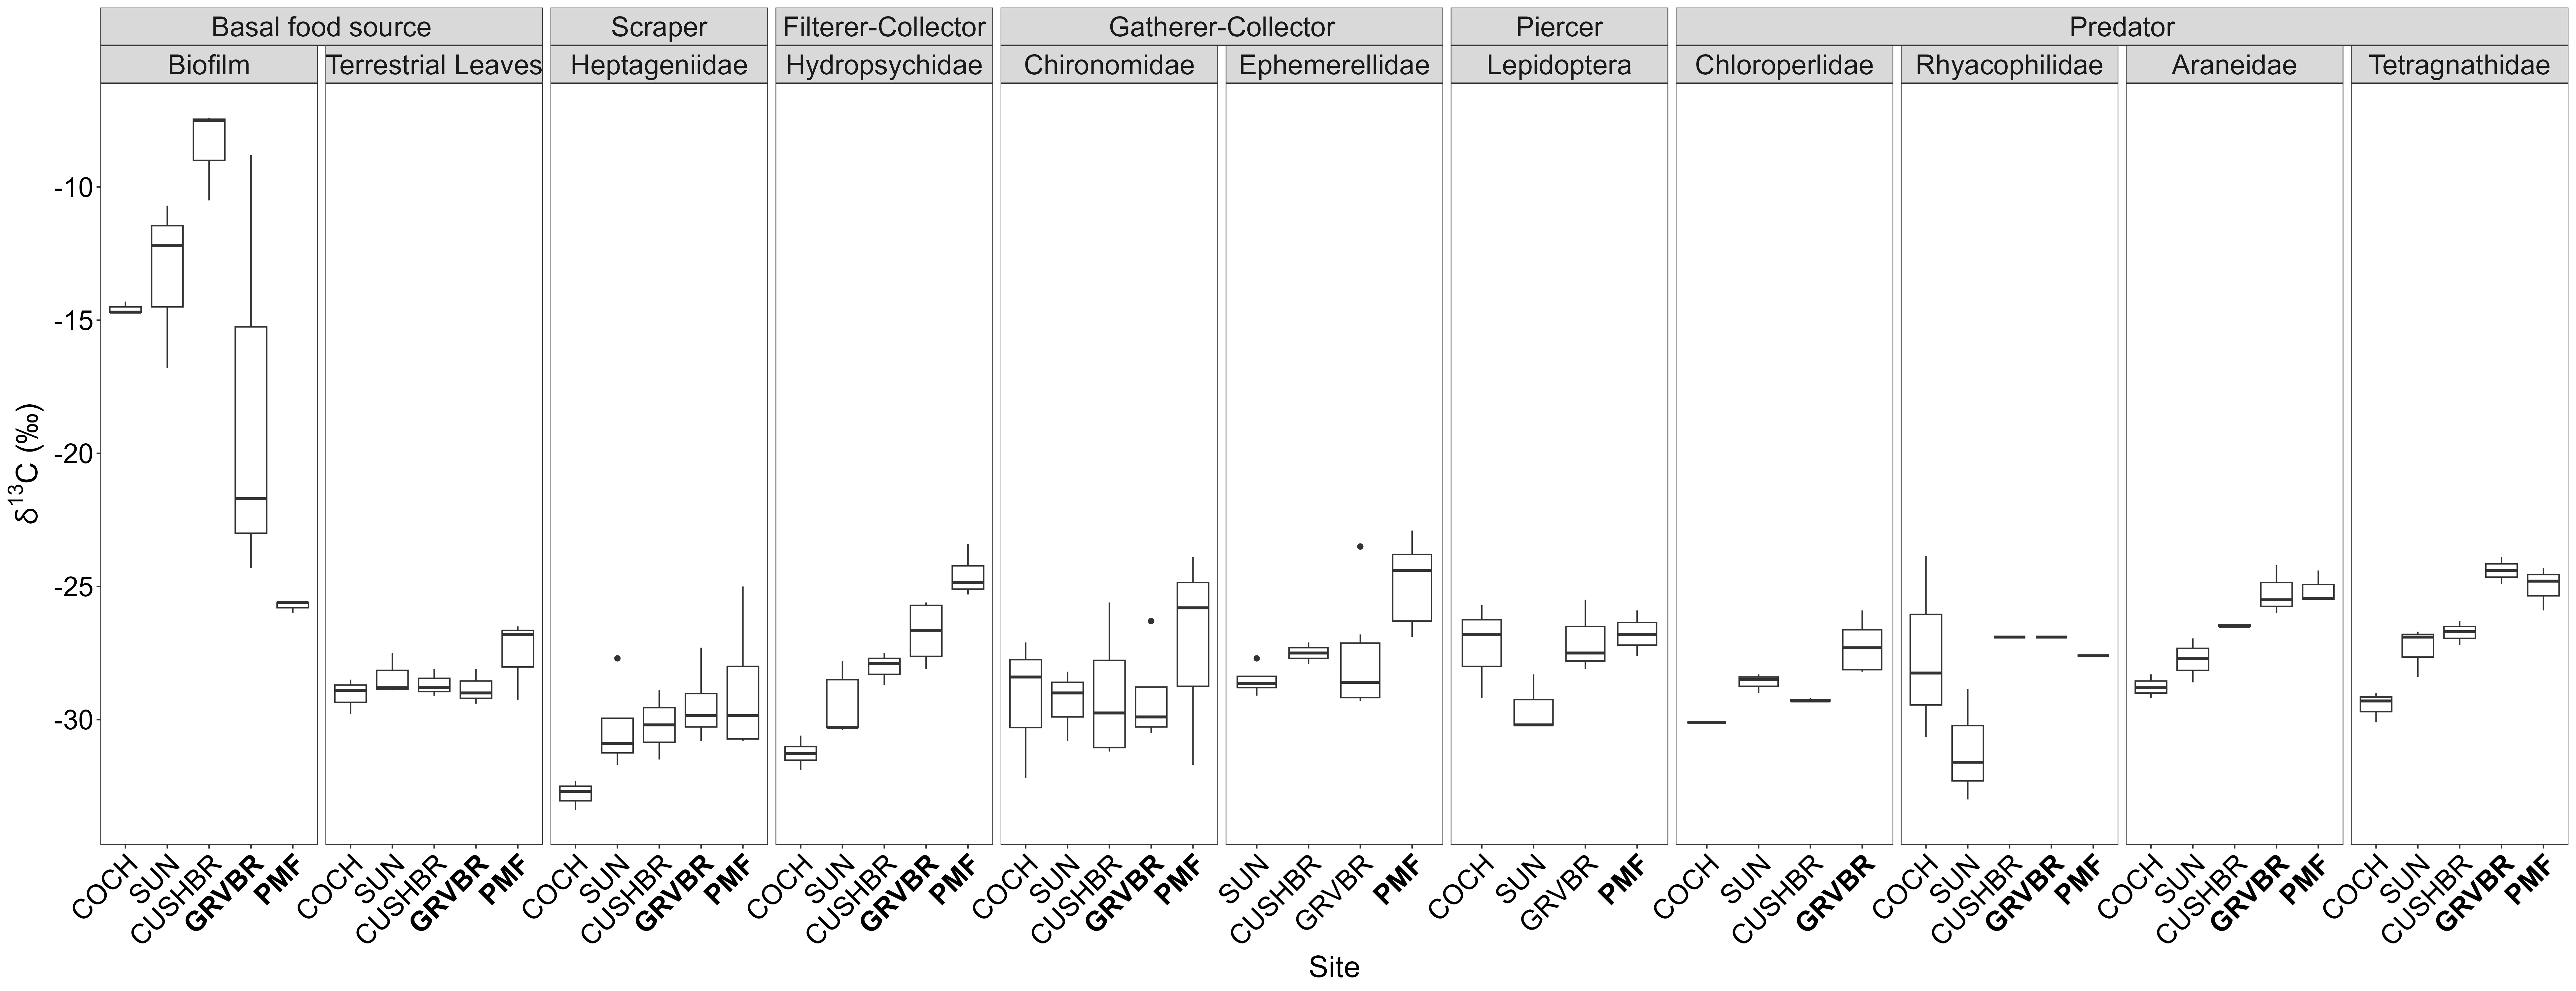 Basal food source Scraper Filterer-Collector Gatherer-Collector Piercer Predator
Biofilm Terrestrial Leaves Heptageniidae Hydropsychidae Chironomidae Ephemerellidae Lepidoptera Chloroperlidae Rhyacophilidae Araneidae Tetragnathidae
δ¹³C (‰)
-10
-15
-20
-25
-30
COCH SUN CUSHBR GRVBR PMF COCH SUN CUSHBR GRVBR PMF COCH SUN CUSHBR GRVBR PMF COCH SUN CUSHBR GRVBR PMF COCH SUN CUSHBR GRVBR PMF SUN CUSHBR GRVBR PMF COCH SUN GRVBR PMF COCH SUN CUSHBR GRVBR COCH SUN CUSHBR GRVBR PMF COCH SUN CUSHBR GRVBR PMF COCH SUN CUSHBR GRVBR PMF
Site